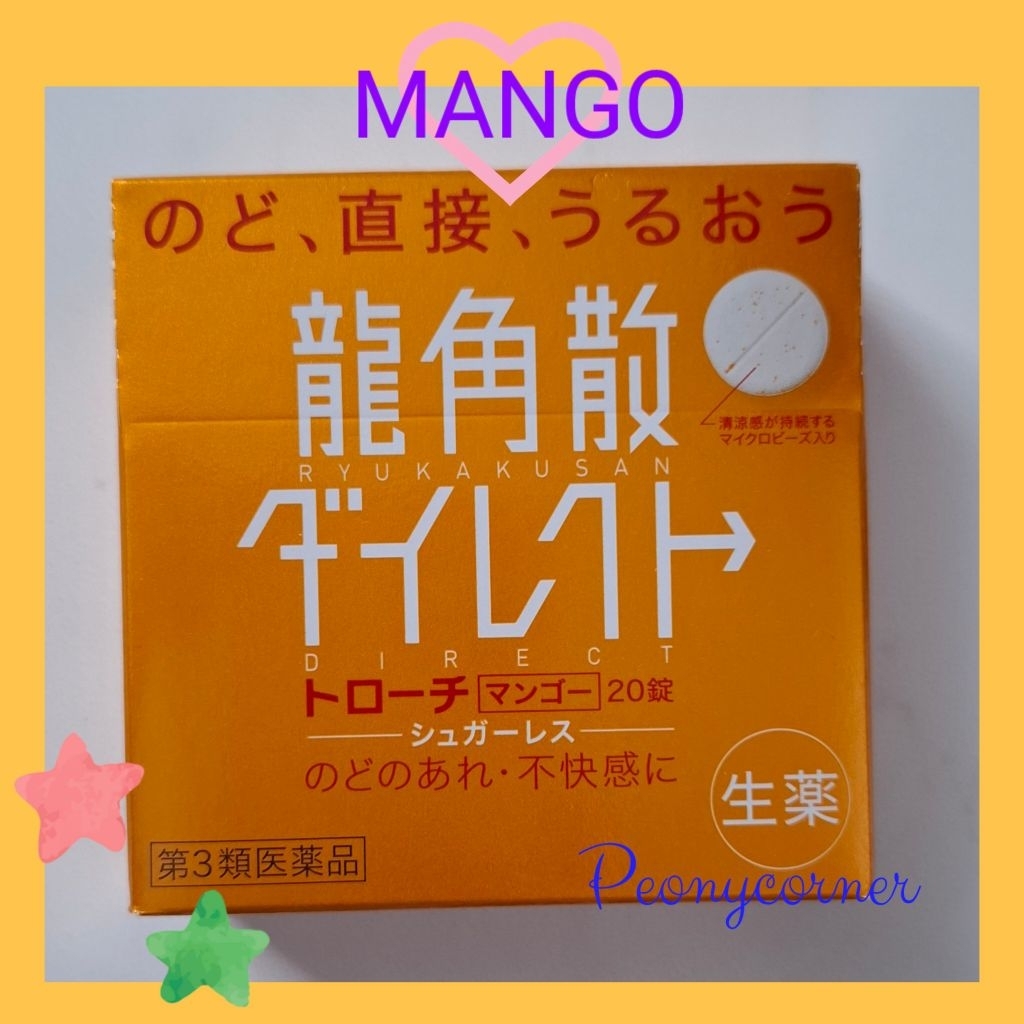 MANGO
のど、直接、うるおう
龍角散
RYUKAKUSAN
ダイレクト
DIRECT
清涼感が持続する
マイクロビーズ入り
トローチ マンゴー 20錠
シュガーレス
のどのあれ・不快感に
生薬
第3類医薬品
Peonycorner